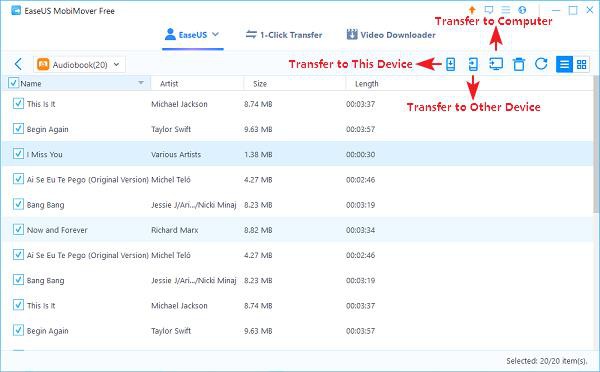 EaseUS MobiMover Free
Transfer to Computer
EaseUS
1-Click Transfer
Video Downloader
Audiobook(20)
Transfer to This Device
Transfer to Other Device
Name Artist Size Length
This Is It Michael Jackson 8.74 MB 00:03:37
Begin Again Taylor Swift 9.63 MB 00:03:57
I Miss You Various Artists 1.38 MB 00:00:30
Ai Se Eu Te Pego (Original Version) Michel Teló 4.27 MB 00:02:46
Bang Bang Jessie J/Ari.../Nicki Minaj 8.23 MB 00:03:19
Now and Forever Richard Marx 8.82 MB 00:03:34
Ai Se Eu Te Pego (Original Version) Michel Teló 4.27 MB 00:02:46
Bang Bang Jessie J/Ari.../Nicki Minaj 8.23 MB 00:03:19
This Is It Michael Jackson 8.74 MB 00:03:37
Begin Again Taylor Swift 9.63 MB 00:03:57
Selected: 20/20 item(s).